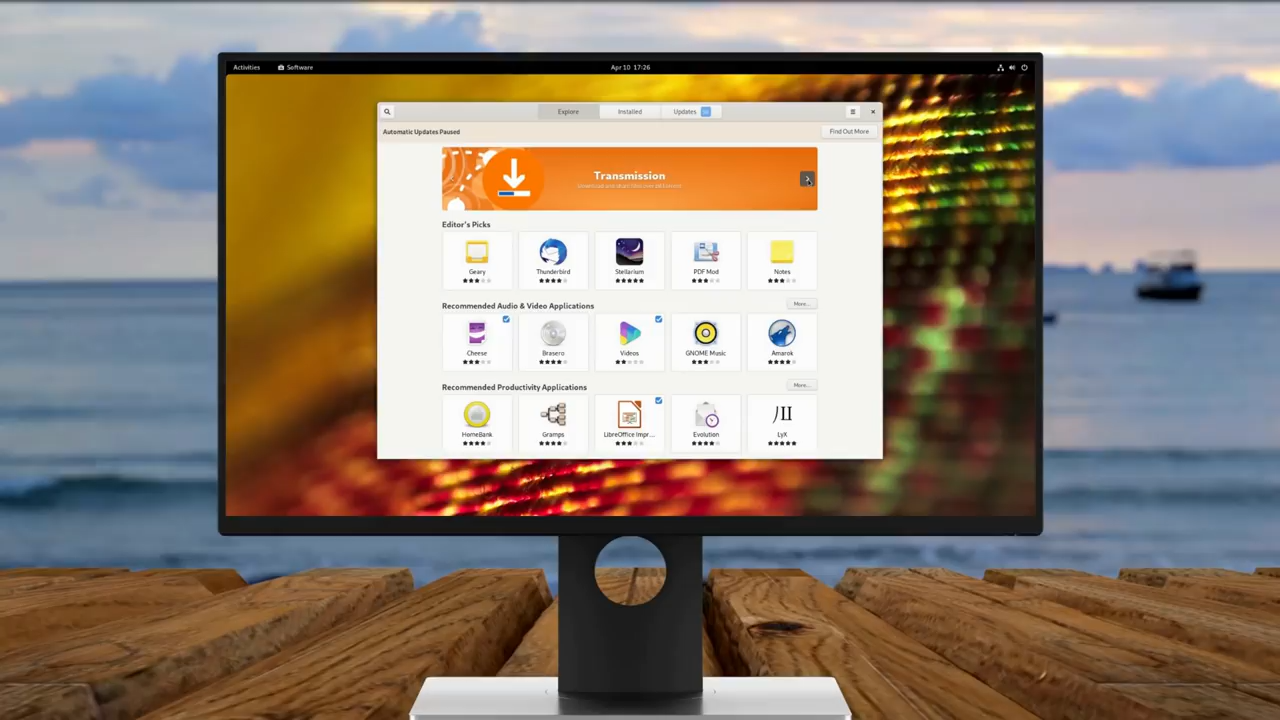 Activities Software Apr 10 17:26
Explore Installed Updates
Automatic Updates Paused Find Out More
Transmission
Editor's Picks
Geary Thunderbird Stellarium PDF Mod Notes
Recommended Audio & Video Applications More...
Cheese Brasero Videos GNOME Music Amarok
Recommended Productivity Applications More...
HomeBank Gramps LibreOffice Impr... Evolution LyX